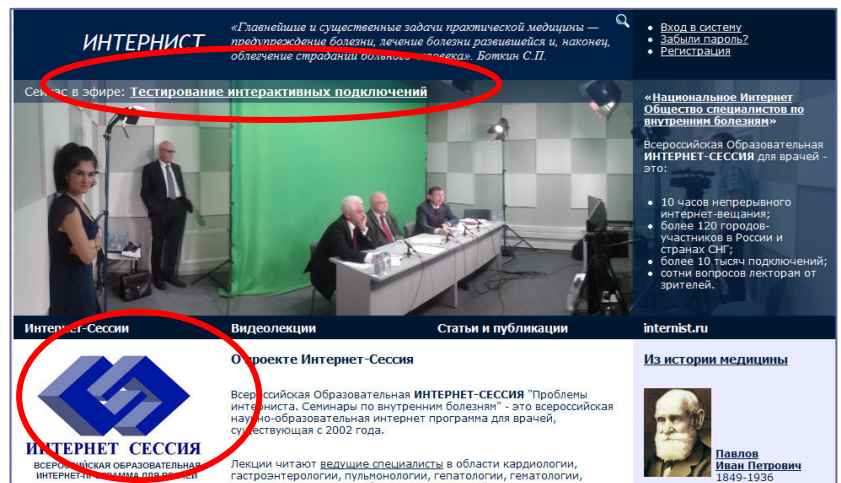 ИНТЕРНИСТ
«Главнейшие и существенные задачи практической медицины —
предупреждение болезни, лечение болезни развившейся и, наконец,
облегчение страданий больного человека». Боткин С.П.
Вход в систему
Забыли пароль?
Регистрация
Сейчас в эфире: Тестирование интерактивных подключений
«Национальное Интернет
Общество специалистов по
внутренним болезням»
Всероссийская Образовательная
ИНТЕРНЕТ-СЕССИЯ для врачей -
это:
10 часов непрерывного
интернет-вещания;
более 120 городов-
участников в России и
странах СНГ;
более 10 тысяч подключений;
сотни вопросов лекторам от
зрителей.
Интернет-Сессии
Видеолекции
Статьи и публикации
internist.ru
ИНТЕРНЕТ СЕССИЯ
ВСЕРОССИЙСКАЯ ОБРАЗОВАТЕЛЬНАЯ
ИНТЕРНЕТ-ПРОГРАММА ДЛЯ ВРАЧЕЙ
О проекте Интернет-Сессия
Всероссийская Образовательная ИНТЕРНЕТ-СЕССИЯ "Проблемы
интерниста. Семинары по внутренним болезням" - это всероссийская
научно-образовательная интернет программа для врачей,
существующая с 2002 года.
Лекции читают ведущие специалисты в области кардиологии,
гастроэнтерологии, пульмонологии, гепатологии, гематологии,
Из истории медицины
Павлов
Иван Петрович
1849-1936